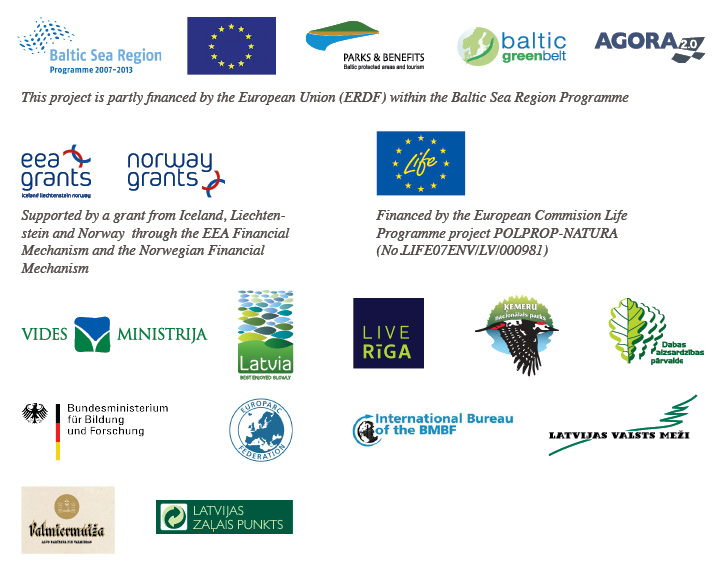 Baltic Sea Region
Programme 2007-2013
PARKS & BENEFITS
Baltic protected areas and tourism
baltic
greenbelt
AGORA 2.0
This project is partly financed by the European Union (ERDF) within the Baltic Sea Region Programme
eea
grants
iceland liechtenstein norway
norway
grants
Life
Supported by a grant from Iceland, Liechten-
stein and Norway through the EEA Financial
Mechanism and the Norwegian Financial
Mechanism
Financed by the European Commision Life
Programme project POLPROP-NATURA
(No.LIFE07ENV/LV/000981)
VIDES MINISTRIJA
Latvia
BEST ENJOYED SLOWLY
LIVE
RīGA
ĶEMERU
nacionālais parks
Dabas
aizsardzības
pārvalde
Bundesministerium
für Bildung
und Forschung
EUROPARC
FEDERATION
International Bureau
of the BMBF
LATVIJAS VALSTS MEŽI
Valmiermuiža
LATVIJAS
ZAĻAIS PUNKTS